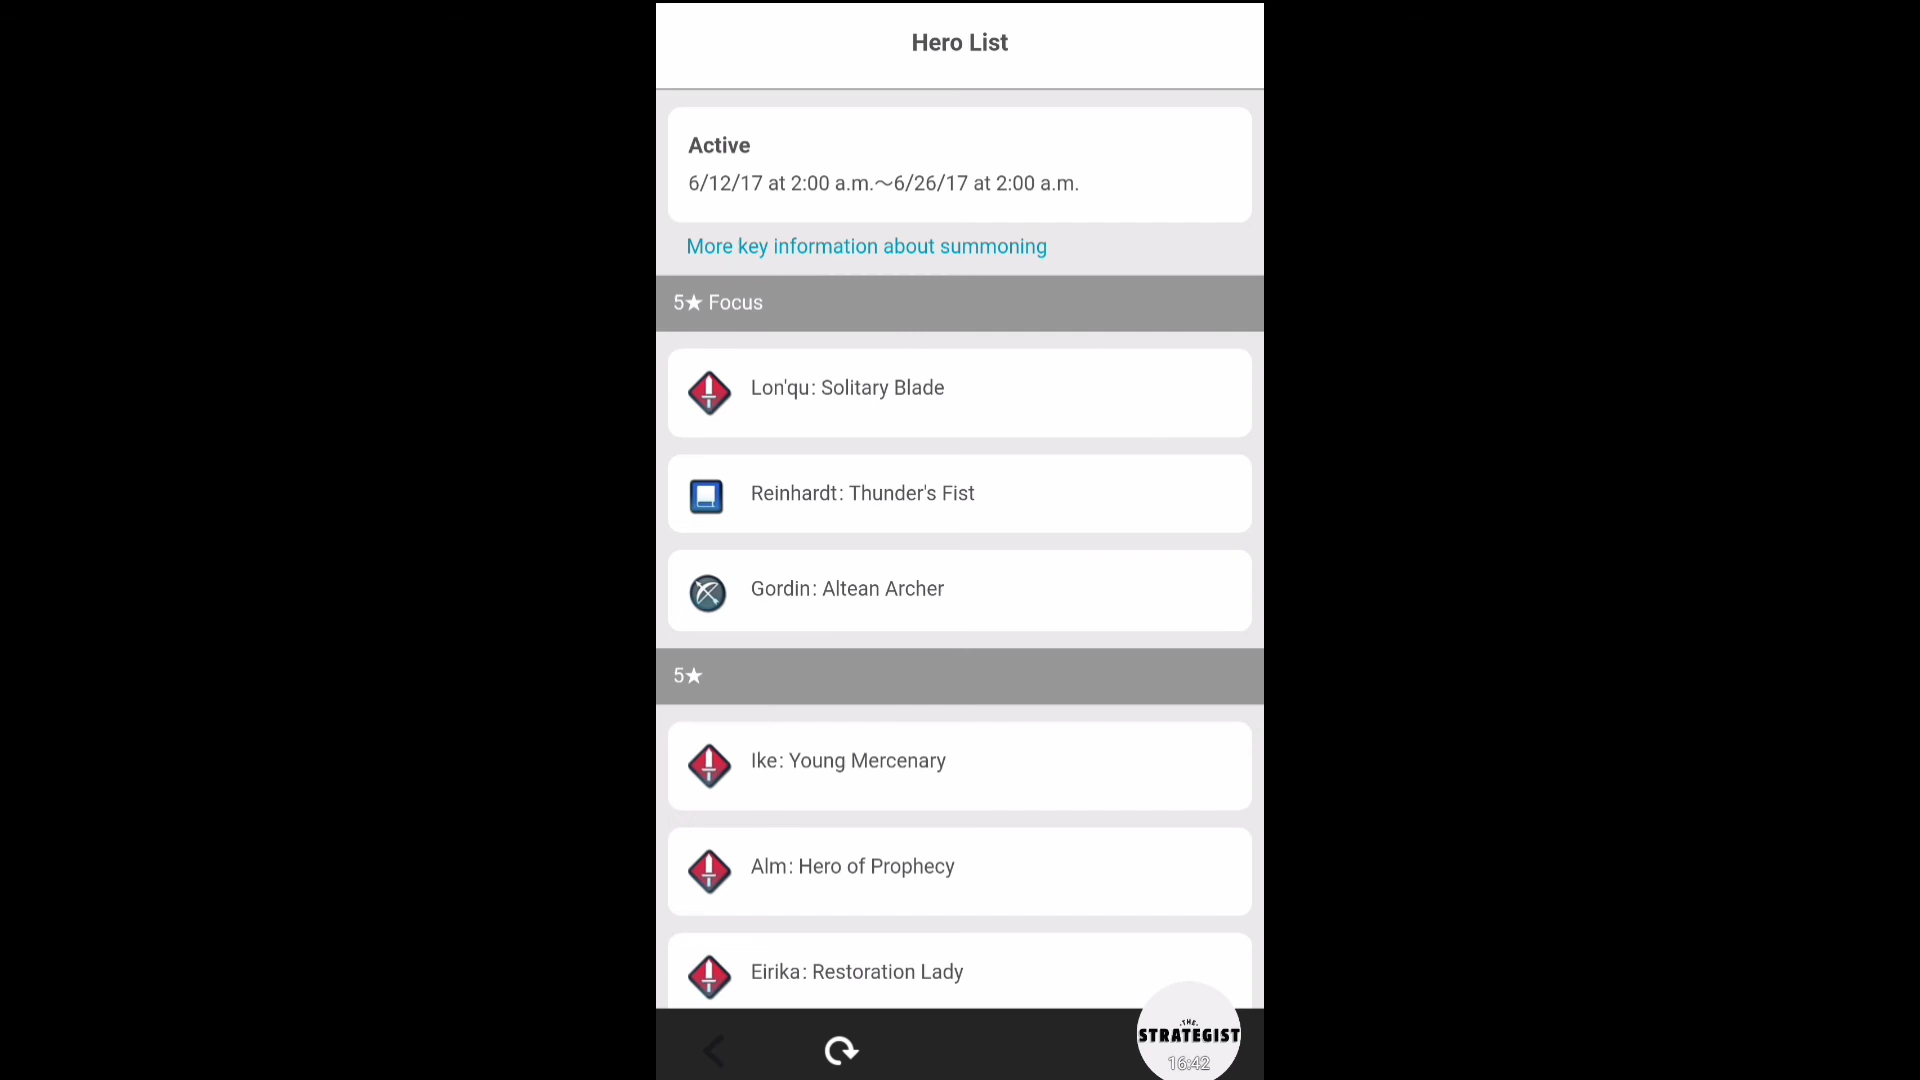 Hero List
Active
6/12/17 at 2:00 a.m.～6/26/17 at 2:00 a.m.
More key information about summoning
5★ Focus
Lon'qu: Solitary Blade
Reinhardt: Thunder's Fist
Gordin: Altean Archer
5★
Ike: Young Mercenary
Alm: Hero of Prophecy
Eirika: Restoration Lady
·THE·
STRATEGIST
16:42